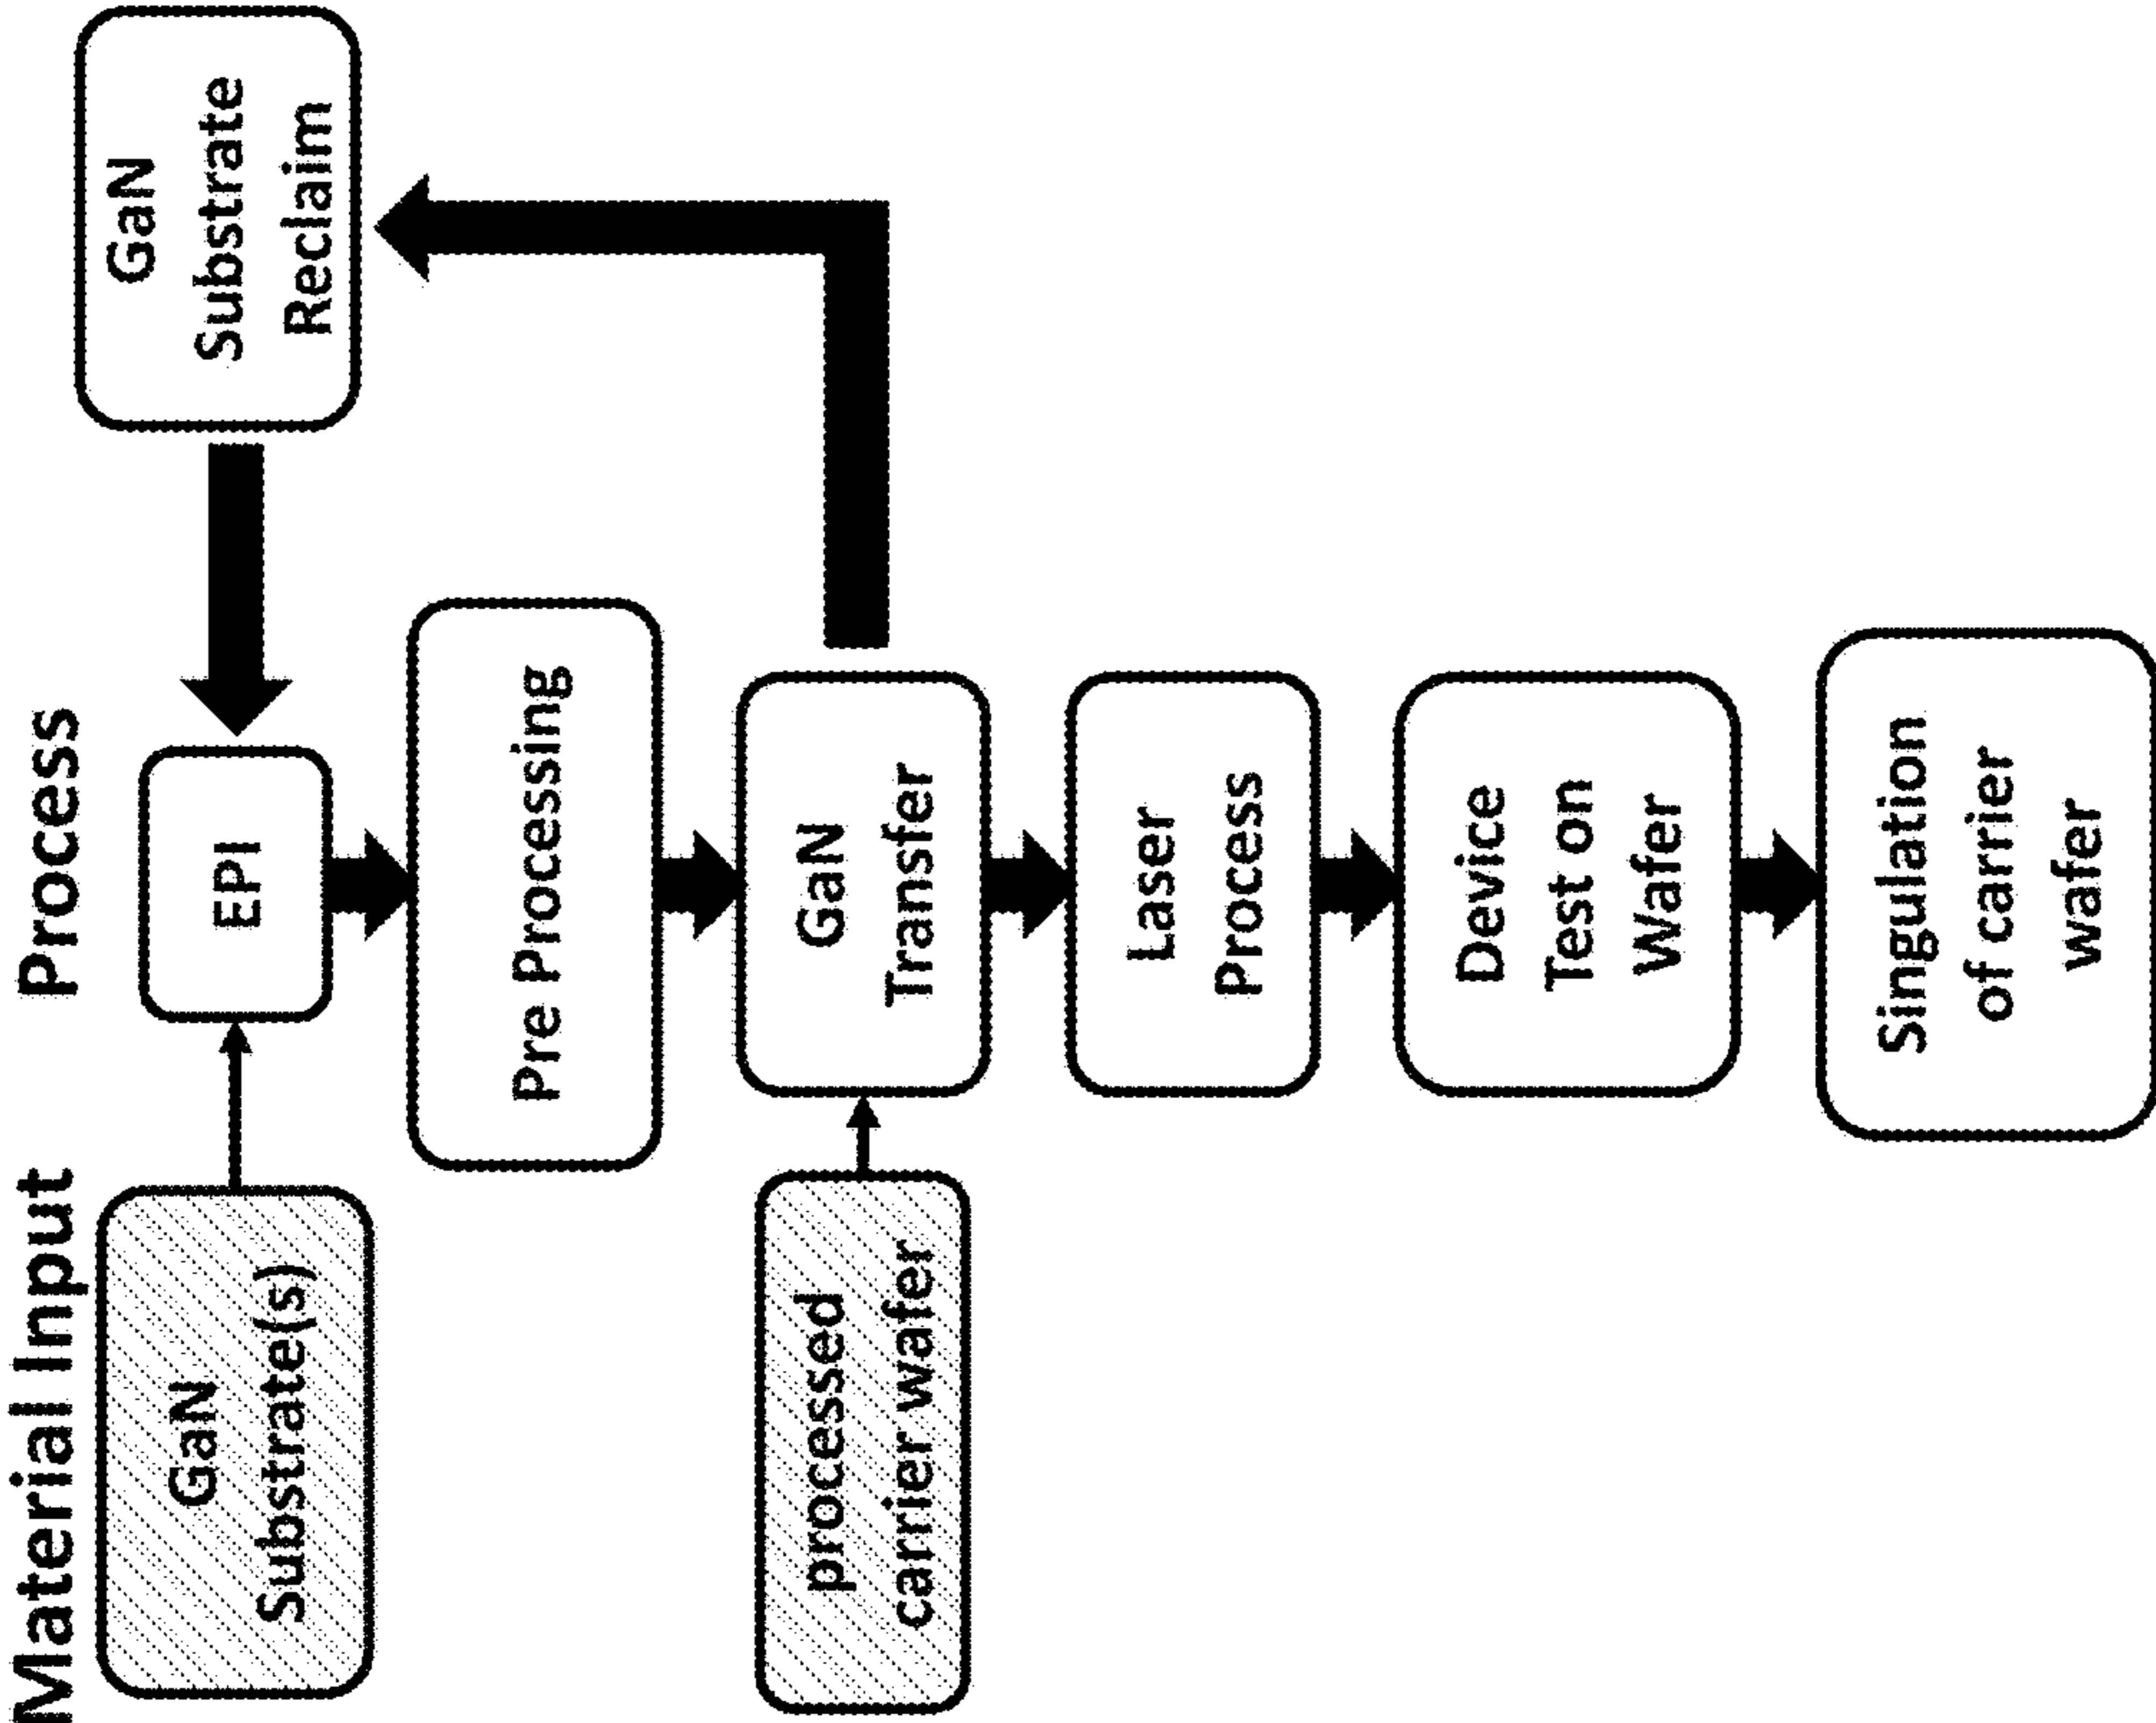 Material Input
Process
GaN
Substrate(s)
EPI
GaN
Substrate
Reclaim
Pre Processing
processed
carrier wafer
GaN
Transfer
Laser
Process
Device
Test on
Wafer
Singulation
of carrier
wafer